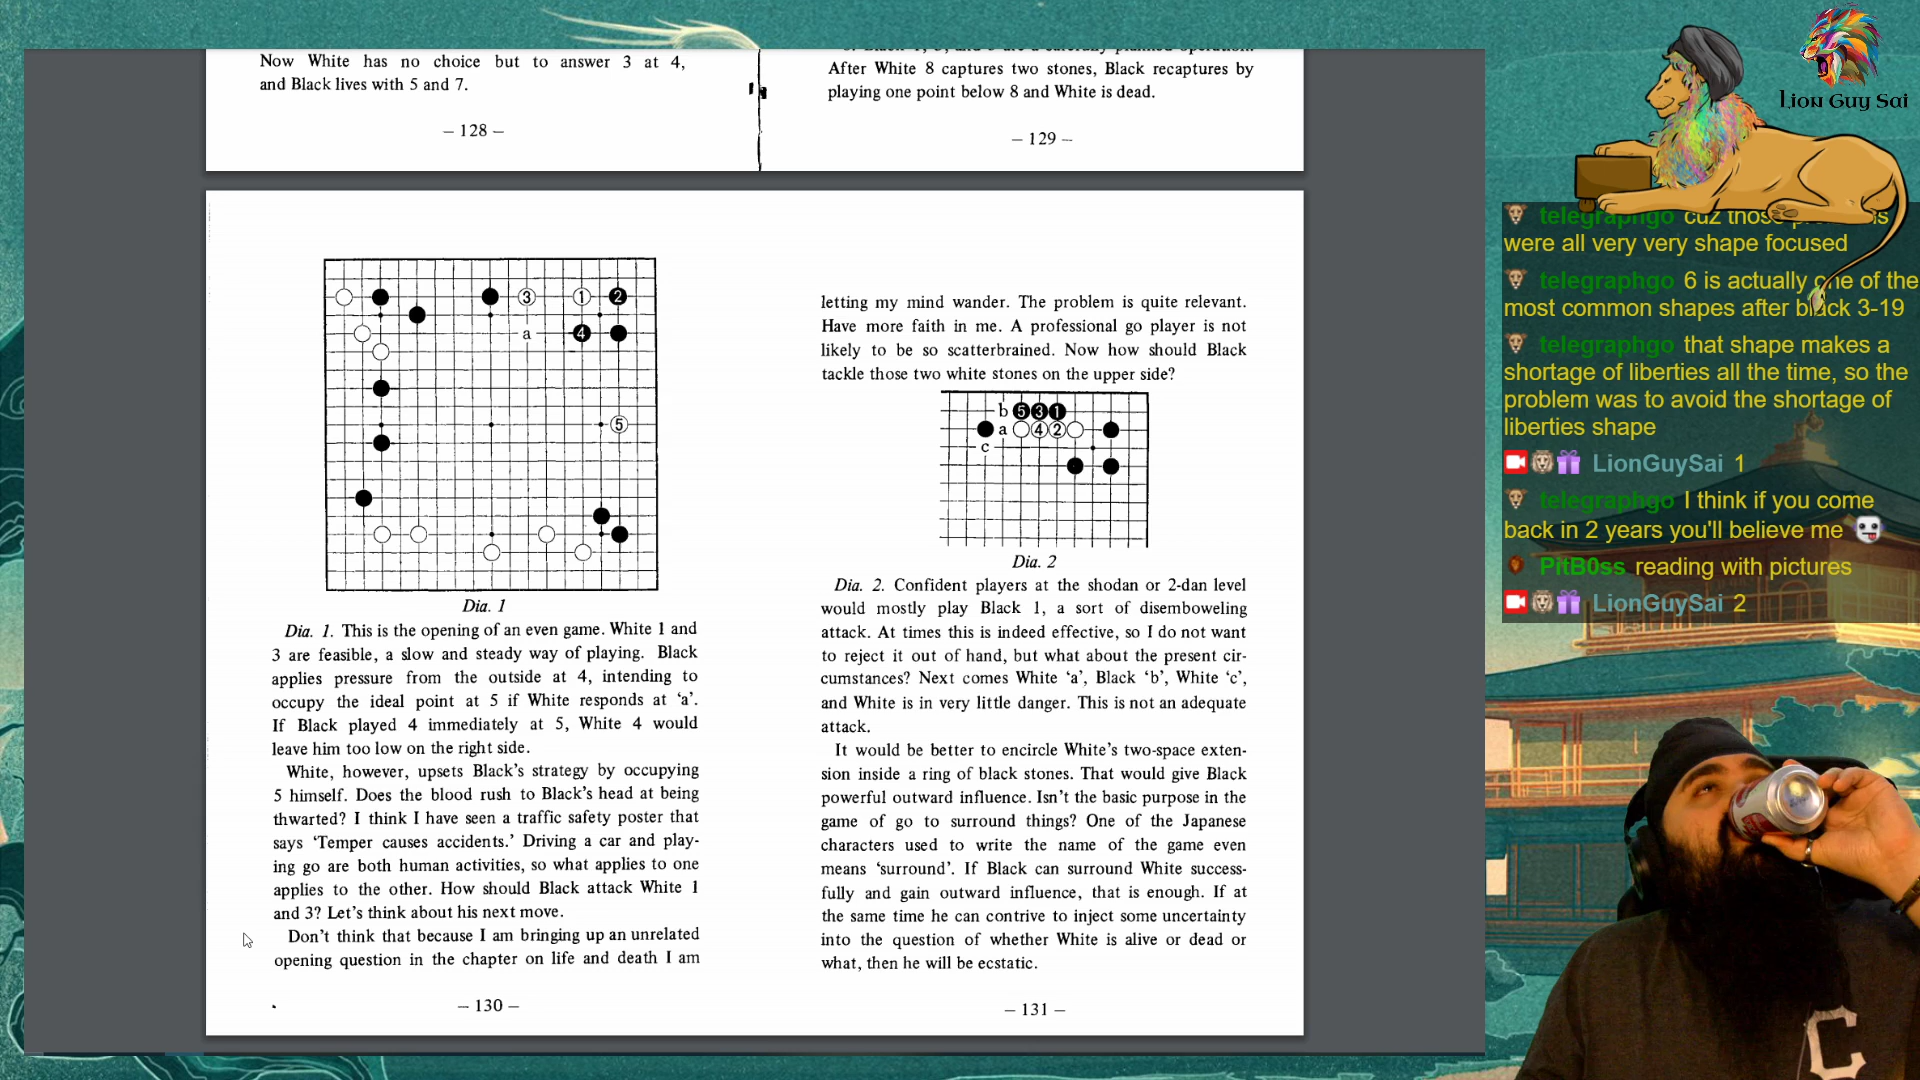 Now White has no choice but to answer 3 at 4,
and Black lives with 5 and 7.
– 128 –
After White 8 captures two stones, Black recaptures by
playing one point below 8 and White is dead.
– 129 –
3
1
2
a
4
5
Dia. 1
Dia. 1. This is the opening of an even game. White 1 and
3 are feasible, a slow and steady way of playing. Black
applies pressure from the outside at 4, intending to
occupy the ideal point at 5 if White responds at ‘a’.
If Black played 4 immediately at 5, White 4 would
leave him too low on the right side.
White, however, upsets Black’s strategy by occupying
5 himself. Does the blood rush to Black’s head at being
thwarted? I think I have seen a traffic safety poster that
says ‘Temper causes accidents.’ Driving a car and play-
ing go are both human activities, so what applies to one
applies to the other. How should Black attack White 1
and 3? Let’s think about his next move.
Don’t think that because I am bringing up an unrelated
opening question in the chapter on life and death I am
– 130 –
letting my mind wander. The problem is quite relevant.
Have more faith in me. A professional go player is not
likely to be so scatterbrained. Now how should Black
tackle those two white stones on the upper side?
b 5 3 1
a 4 2
c
Dia. 2
Dia. 2. Confident players at the shodan or 2-dan level
would mostly play Black 1, a sort of disemboweling
attack. At times this is indeed effective, so I do not want
to reject it out of hand, but what about the present cir-
cumstances? Next comes White ‘a’, Black ‘b’, White ‘c’,
and White is in very little danger. This is not an adequate
attack.
It would be better to encircle White’s two-space exten-
sion inside a ring of black stones. That would give Black
powerful outward influence. Isn’t the basic purpose in the
game of go to surround things? One of the Japanese
characters used to write the name of the game even
means ‘surround’. If Black can surround White success-
fully and gain outward influence, that is enough. If at
the same time he can contrive to inject some uncertainty
into the question of whether White is alive or dead or
what, then he will be ecstatic.
– 131 –
Lion Guy Sai
telegraphgo cuz
were all very very shape focused
telegraphgo 6 is actually one of the
most common shapes after black 3-19
telegraphgo that shape makes a
shortage of liberties all the time, so the
problem was to avoid the shortage of
liberties shape
LionGuySai 1
telegraphgo I think if you come
back in 2 years you'll believe me
PitB0ss reading with pictures
LionGuySai 2
C